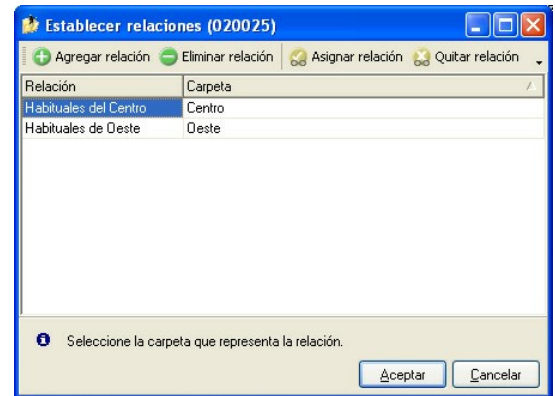 Establecer relaciones (020025)
Agregar relación Eliminar relación Asignar relación Quitar relación
Relación Carpeta
Habituales del Centro Centro
Habituales de Oeste Oeste
Seleccione la carpeta que representa la relación.
Aceptar Cancelar